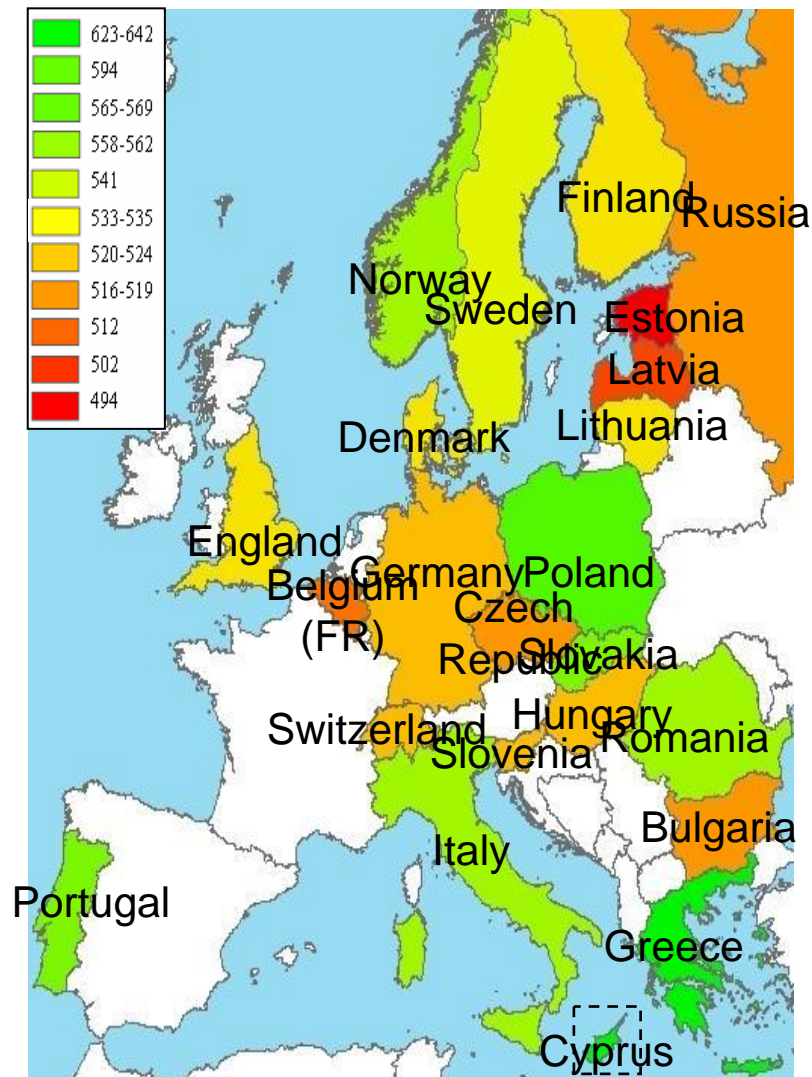 623-642
594
565-569
558-562
541
533-535
520-524
516-519
512
502
494
Finland
Russia
Norway
Sweden
Estonia
Latvia
Denmark
Lithuania
England
Germany
Poland
Belgium
(FR)
Czech
Republic
Slovakia
Switzerland
Hungary
Slovenia
Romania
Bulgaria
Italy
Portugal
Greece
Cyprus